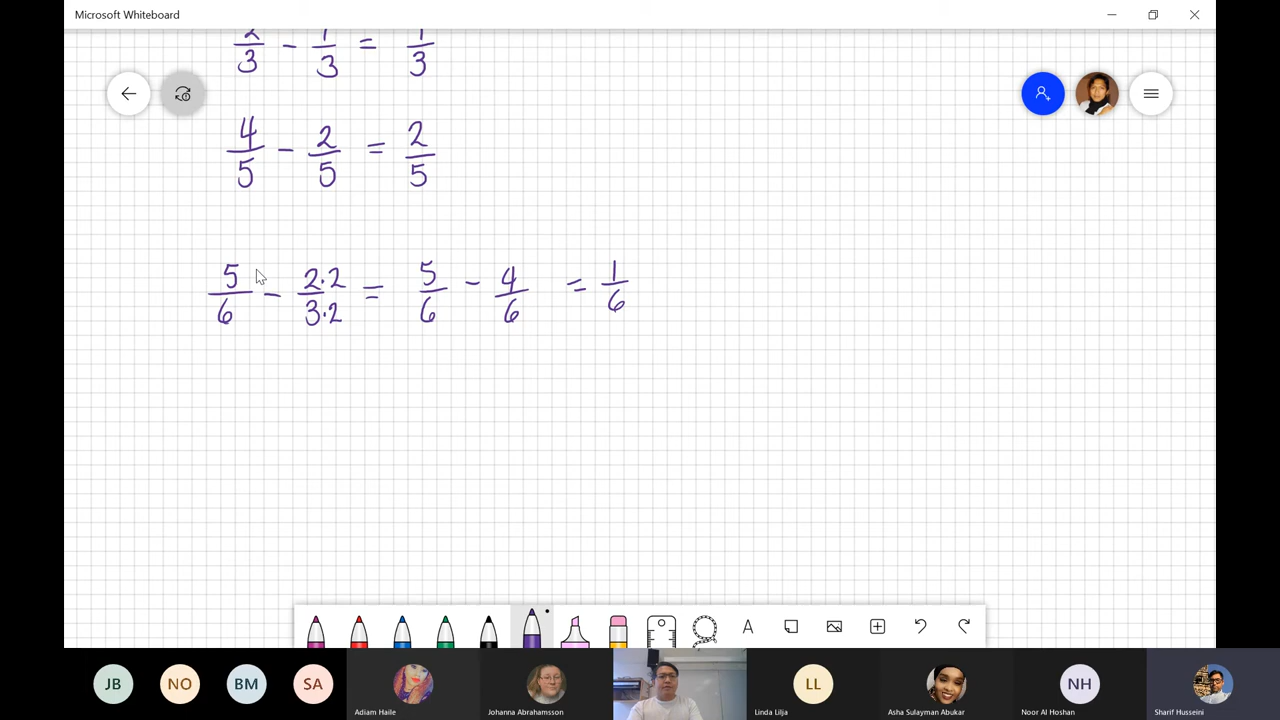 Microsoft Whiteboard
2/3 - 1/3 = 1/3
4/5 - 2/5 = 2/5
5/6 - 2·2/3·2 = 5/6 - 4/6 = 1/6
A
JB NO BM SA LL NH
Adiam Haile Johanna Abrahamsson Linda Lilja Asha Sulayman Abukar Noor Al Hoshan Sharif Husseini